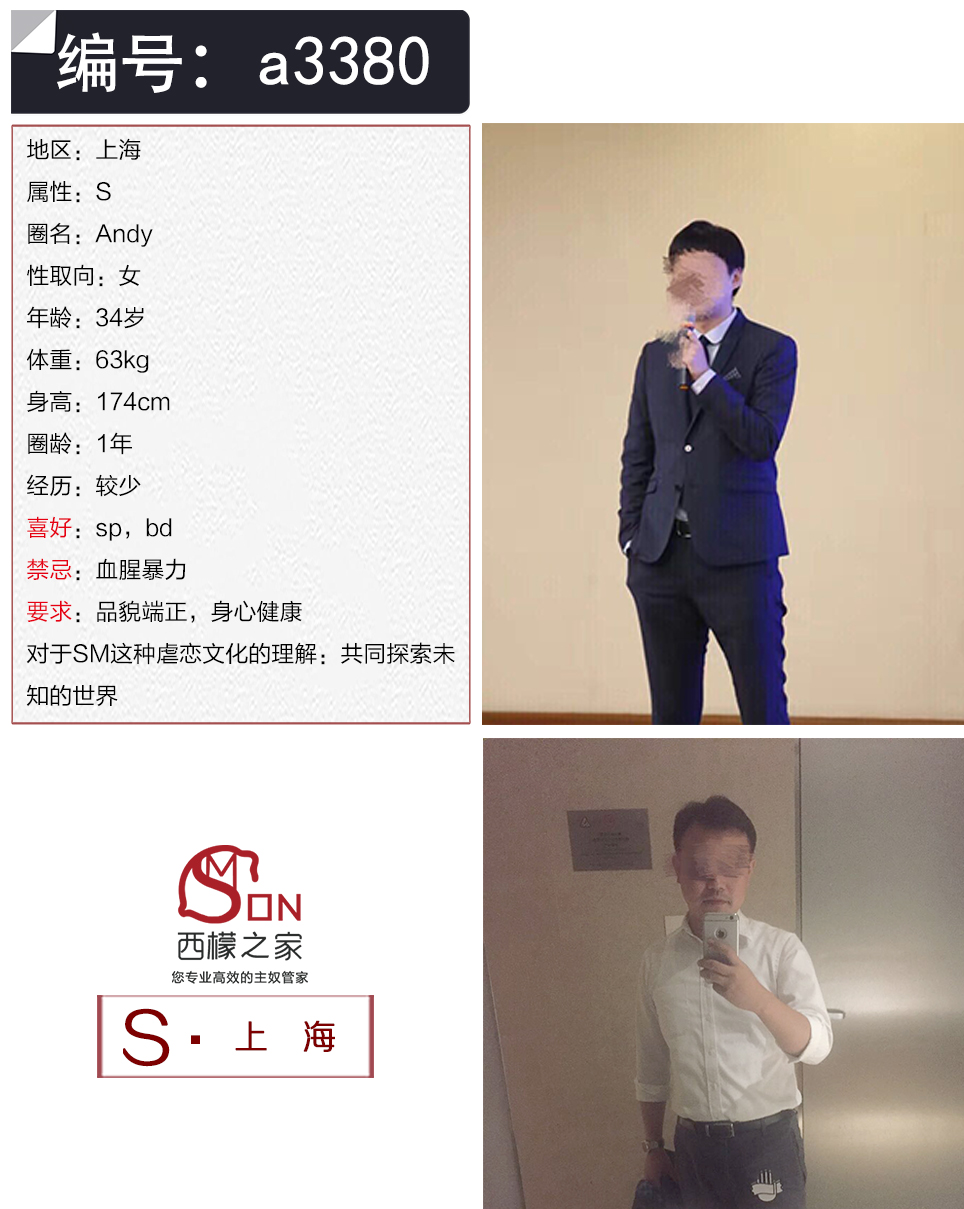 编号：a3380
地区：上海
属性：S
圈名：Andy
性取向：女
年龄：34岁
体重：63kg
身高：174cm
圈龄：1年
经历：较少
喜好：sp，bd
禁忌：血腥暴力
要求：品貌端正，身心健康
对于SM这种虐恋文化的理解：共同探索未
知的世界
SMON
西檬之家
您专业高效的主奴管家
S·上海